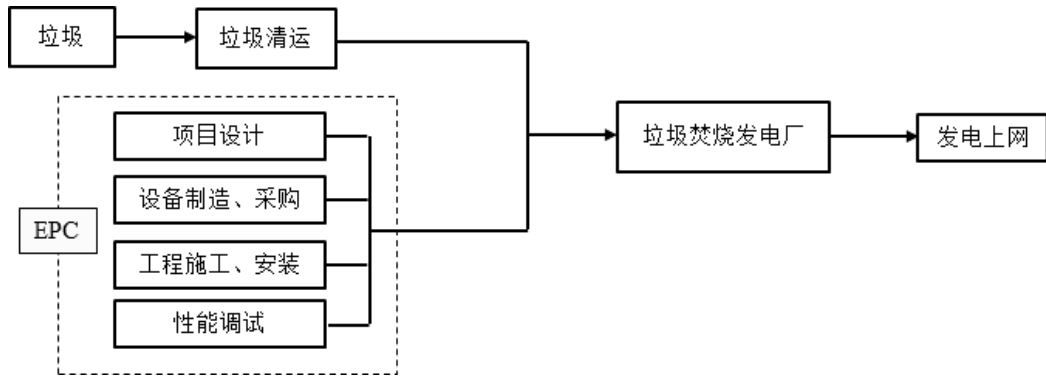 垃圾
垃圾清运
项目设计
设备制造、采购
EPC
工程施工、安装
性能调试
垃圾焚烧发电厂
发电上网